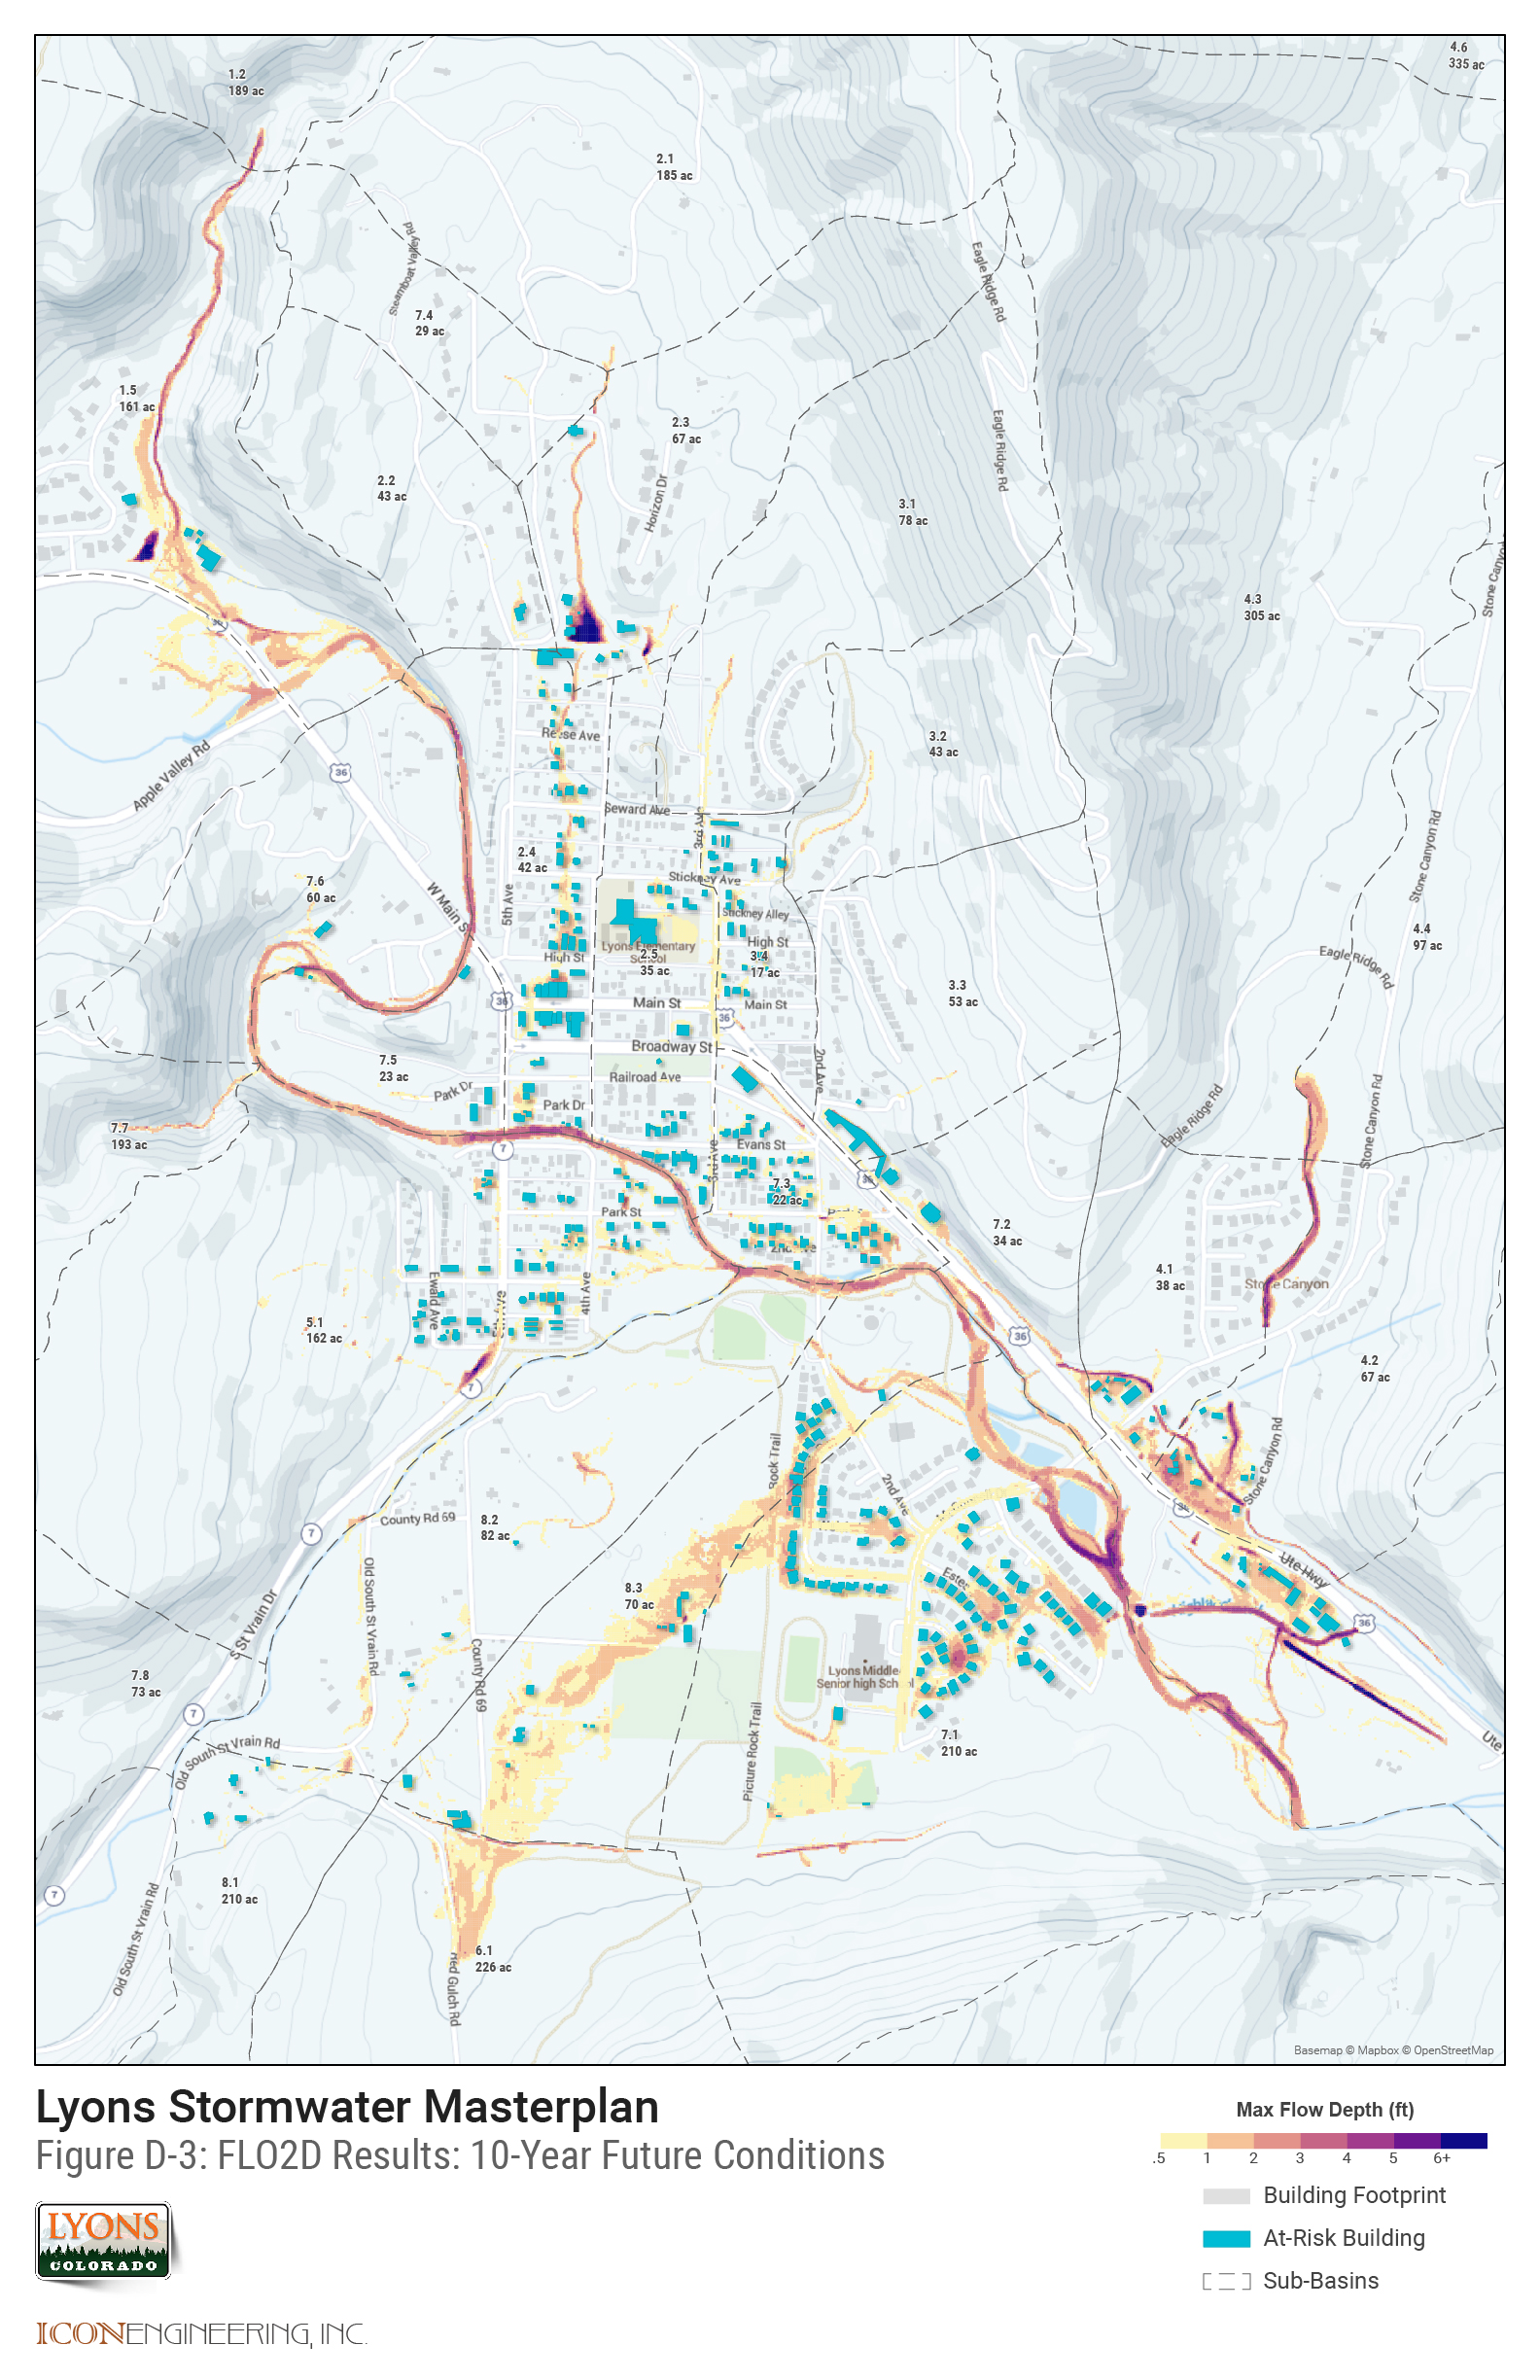 4.6
335 ac
1.2
189 ac
2.1
185 ac
Steamboat Valley Rd
Eagle Ridge Rd
7.4
29 ac
1.5
161 ac
2.3
67 ac
Eagle Ridge Rd
2.2
43 ac
Horizon Dr
3.1
78 ac
4.3
305 ac
36
Reese Ave
3.2
43 ac
Apple Valley Rd
36
Seward Ave
3rd Ave
Stone Canyon Rd
2.4
42 ac
Stickney Ave
7.6
60 ac
W Main St
5th Ave
Stickney Alley
4.4
97 ac
High St
Lyons Elementary
School
High St
2.5
35 ac
3.4
17 ac
Eagle Ridge Rd
3.3
53 ac
36
Main St
Main St
36
Broadway St
7.5
23 ac
2nd Ave
Railroad Ave
Park Dr
Park Dr
Stone Canyon Rd
Eagle Ridge Rd
7.7
193 ac
7
Evans St
3rd Ave
36
7.3
22 ac
Park St
7.2
34 ac
2nd Ave
4.1
38 ac
Stone Canyon
Ewald Ave
5th Ave
4th Ave
5.1
162 ac
36
4.2
67 ac
7
Rock Trail
Stone Canyon Rd
2nd Ave
County Rd 69
8.2
82 ac
7
36
Ute Hwy
Old South St Vrain Rd
8.3
70 ac
S St Vrain Dr
36
County Rd 69
Lyons Middle
Senior high School
7.8
73 ac
7
7.1
210 ac
Old South St Vrain Rd
Picture Rock Trail
Ute
8.1
210 ac
7
Old South St Vrain Rd
6.1
226 ac
Red Gulch Rd
Basemap © Mapbox © OpenStreetMap
Lyons Stormwater Masterplan
Figure D-3: FLO2D Results: 10-Year Future Conditions
Max Flow Depth (ft)
.5 1 2 3 4 5 6+
Building Footprint
At-Risk Building
Sub-Basins
LYONS
COLORADO
ICONENGINEERING, INC.